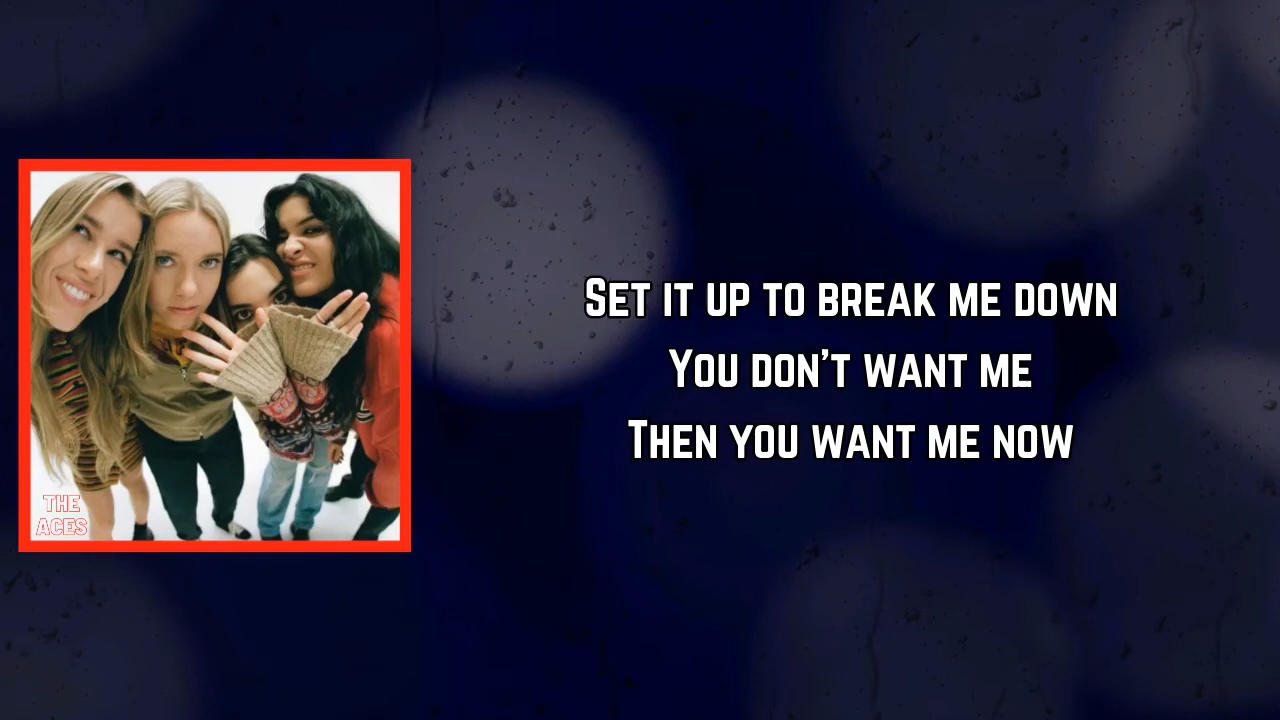 THE
ACES
Set it up to break me down
You don't want me
Then you want me now